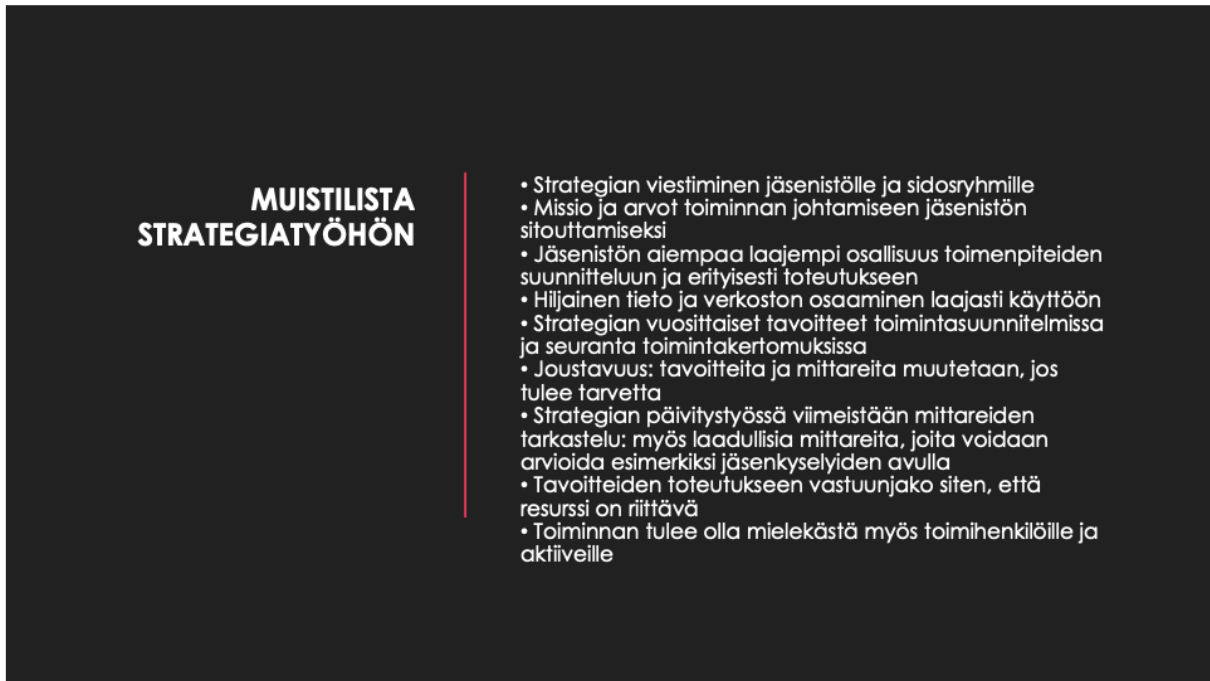 MUISTILISTA
STRATEGIATYÖHÖN
• Strategian viestiminen jäsenistölle ja sidosryhmille
• Missio ja arvot toiminnan johtamiseen jäsenistön
sitouttamiseksi
• Jäsenistön aiempaa laajempi osallisuus toimenpiteiden
suunnitteluun ja erityisesti toteutukseen
• Hiljainen tieto ja verkoston osaaminen laajasti käyttöön
• Strategian vuosittaiset tavoitteet toimintasuunnitelmissa
ja seuranta toimintakertomuksissa
• Joustavuus: tavoitteita ja mittareita muutetaan, jos
tulee tarvetta
• Strategian päivitystyössä viimeistään mittareiden
tarkastelu: myös laadullisia mittareita, joita voidaan
arvioida esimerkiksi jäsenkyselyiden avulla
• Tavoitteiden toteutukseen vastuunjako siten, että
resurssi on riittävä
• Toiminnan tulee olla mielekästä myös toimihenkilöille ja
aktiiveille